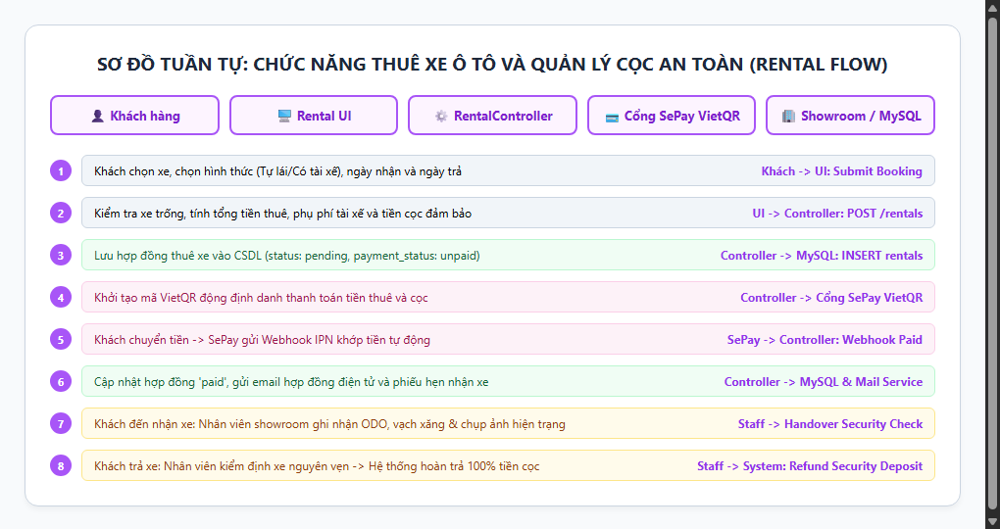 SƠ ĐỒ TUẦN TỰ: CHỨC NĂNG THUÊ XE Ô TÔ VÀ QUẢN LÝ CỌC AN TOÀN (RENTAL FLOW)
Khách hàng
Rental UI
RentalController
Cổng SePay VietQR
Showroom / MySQL
1 Khách chọn xe, chọn hình thức (Tự lái/Có tài xế), ngày nhận và ngày trả Khách -> UI: Submit Booking
2 Kiểm tra xe trống, tính tổng tiền thuê, phụ phí tài xế và tiền cọc đảm bảo UI -> Controller: POST /rentals
3 Lưu hợp đồng thuê xe vào CSDL (status: pending, payment_status: unpaid) Controller -> MySQL: INSERT rentals
4 Khởi tạo mã VietQR động định danh thanh toán tiền thuê và cọc Controller -> Cổng SePay VietQR
5 Khách chuyển tiền -> SePay gửi Webhook IPN khớp tiền tự động SePay -> Controller: Webhook Paid
6 Cập nhật hợp đồng 'paid', gửi email hợp đồng điện tử và phiếu hẹn nhận xe Controller -> MySQL & Mail Service
7 Khách đến nhận xe: Nhân viên showroom ghi nhận ODO, vạch xăng & chụp ảnh hiện trạng Staff -> Handover Security Check
8 Khách trả xe: Nhân viên kiểm định xe nguyên vẹn -> Hệ thống hoàn trả 100% tiền cọc Staff -> System: Refund Security Deposit